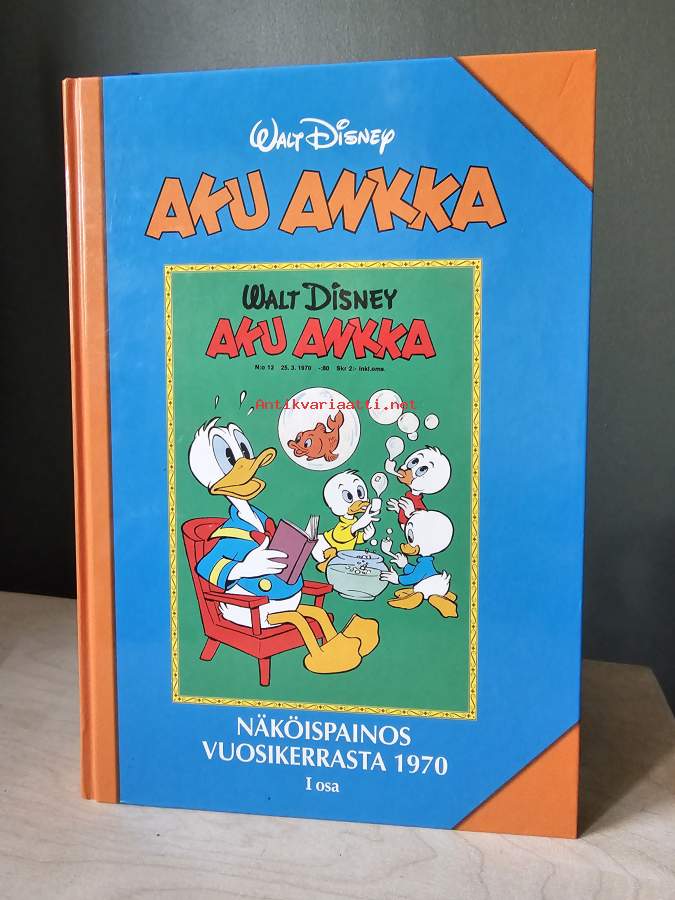 WALT DISNEY
AKU ANKKA
WALT DISNEY
AKU ANKKA
N:o 12 25. 3. 1970 -:80 Skr 2:- inkl.oms.
Antikvariaatti.net
NÄKÖISPAINOS
VUOSIKERRASTA 1970
I osa